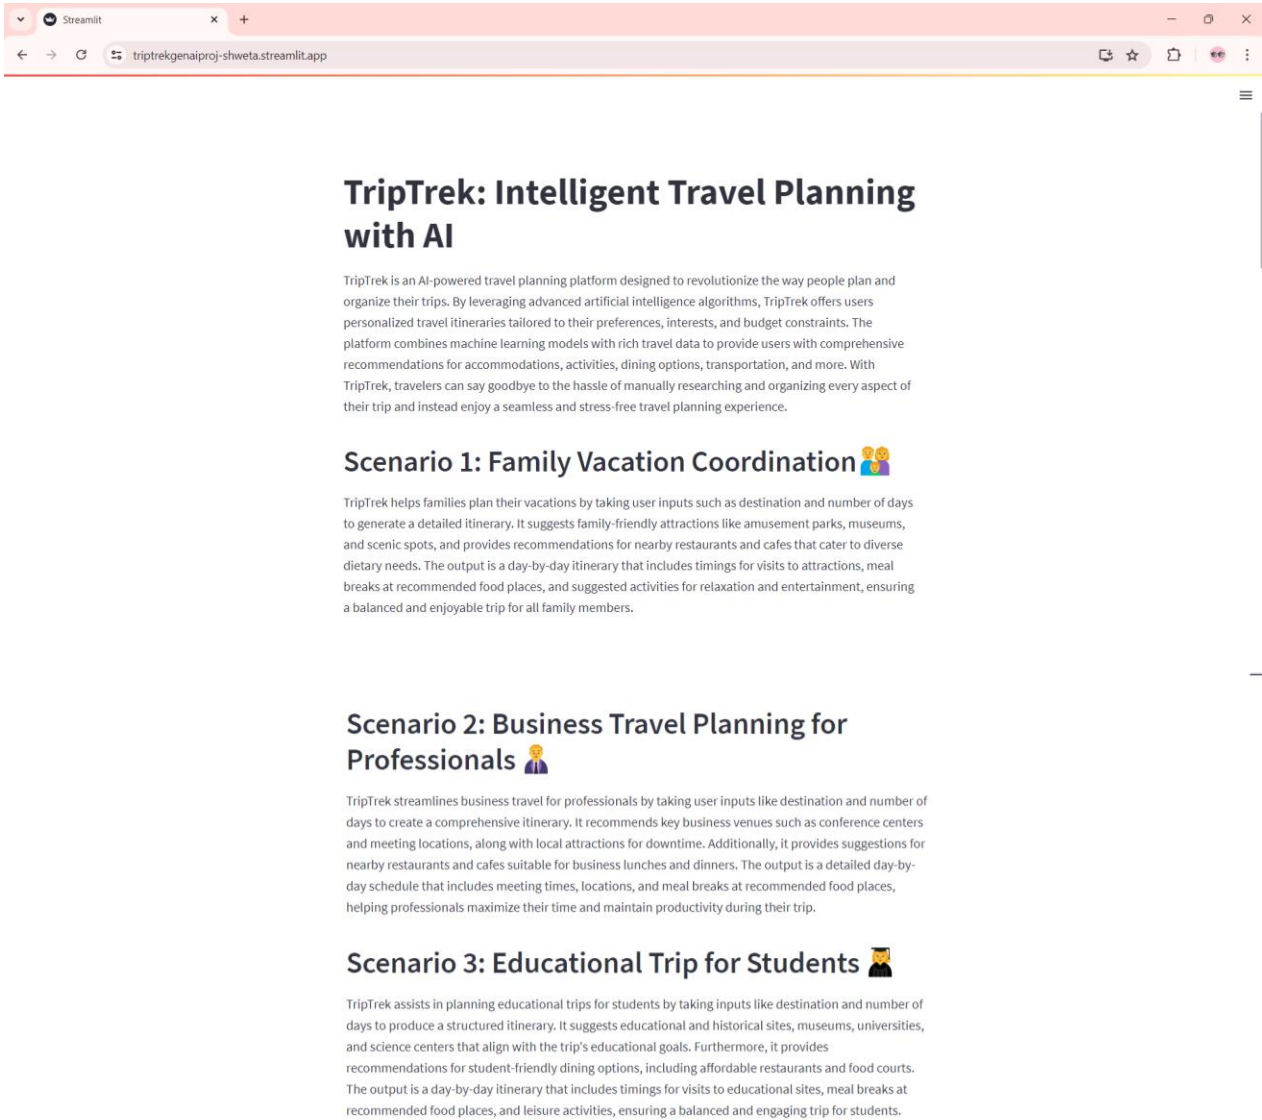 Streamlit
triptrekgenaiproj-shweta.streamlit.app
TripTrek: Intelligent Travel Planning
with AI
TripTrek is an AI-powered travel planning platform designed to revolutionize the way people plan and
organize their trips. By leveraging advanced artificial intelligence algorithms, TripTrek offers users
personalized travel itineraries tailored to their preferences, interests, and budget constraints. The
platform combines machine learning models with rich travel data to provide users with comprehensive
recommendations for accommodations, activities, dining options, transportation, and more. With
TripTrek, travelers can say goodbye to the hassle of manually researching and organizing every aspect of
their trip and instead enjoy a seamless and stress-free travel planning experience.
Scenario 1: Family Vacation Coordination
TripTrek helps families plan their vacations by taking user inputs such as destination and number of days
to generate a detailed itinerary. It suggests family-friendly attractions like amusement parks, museums,
and scenic spots, and provides recommendations for nearby restaurants and cafes that cater to diverse
dietary needs. The output is a day-by-day itinerary that includes timings for visits to attractions, meal
breaks at recommended food places, and suggested activities for relaxation and entertainment, ensuring
a balanced and enjoyable trip for all family members.
Scenario 2: Business Travel Planning for
Professionals
TripTrek streamlines business travel for professionals by taking user inputs like destination and number of
days to create a comprehensive itinerary. It recommends key business venues such as conference centers
and meeting locations, along with local attractions for downtime. Additionally, it provides suggestions for
nearby restaurants and cafes suitable for business lunches and dinners. The output is a detailed day-by-
day schedule that includes meeting times, locations, and meal breaks at recommended food places,
helping professionals maximize their time and maintain productivity during their trip.
Scenario 3: Educational Trip for Students
TripTrek assists in planning educational trips for students by taking inputs like destination and number of
days to produce a structured itinerary. It suggests educational and historical sites, museums, universities,
and science centers that align with the trip's educational goals. Furthermore, it provides
recommendations for student-friendly dining options, including affordable restaurants and food courts.
The output is a day-by-day itinerary that includes timings for visits to educational sites, meal breaks at
recommended food places, and leisure activities, ensuring a balanced and engaging trip for students.